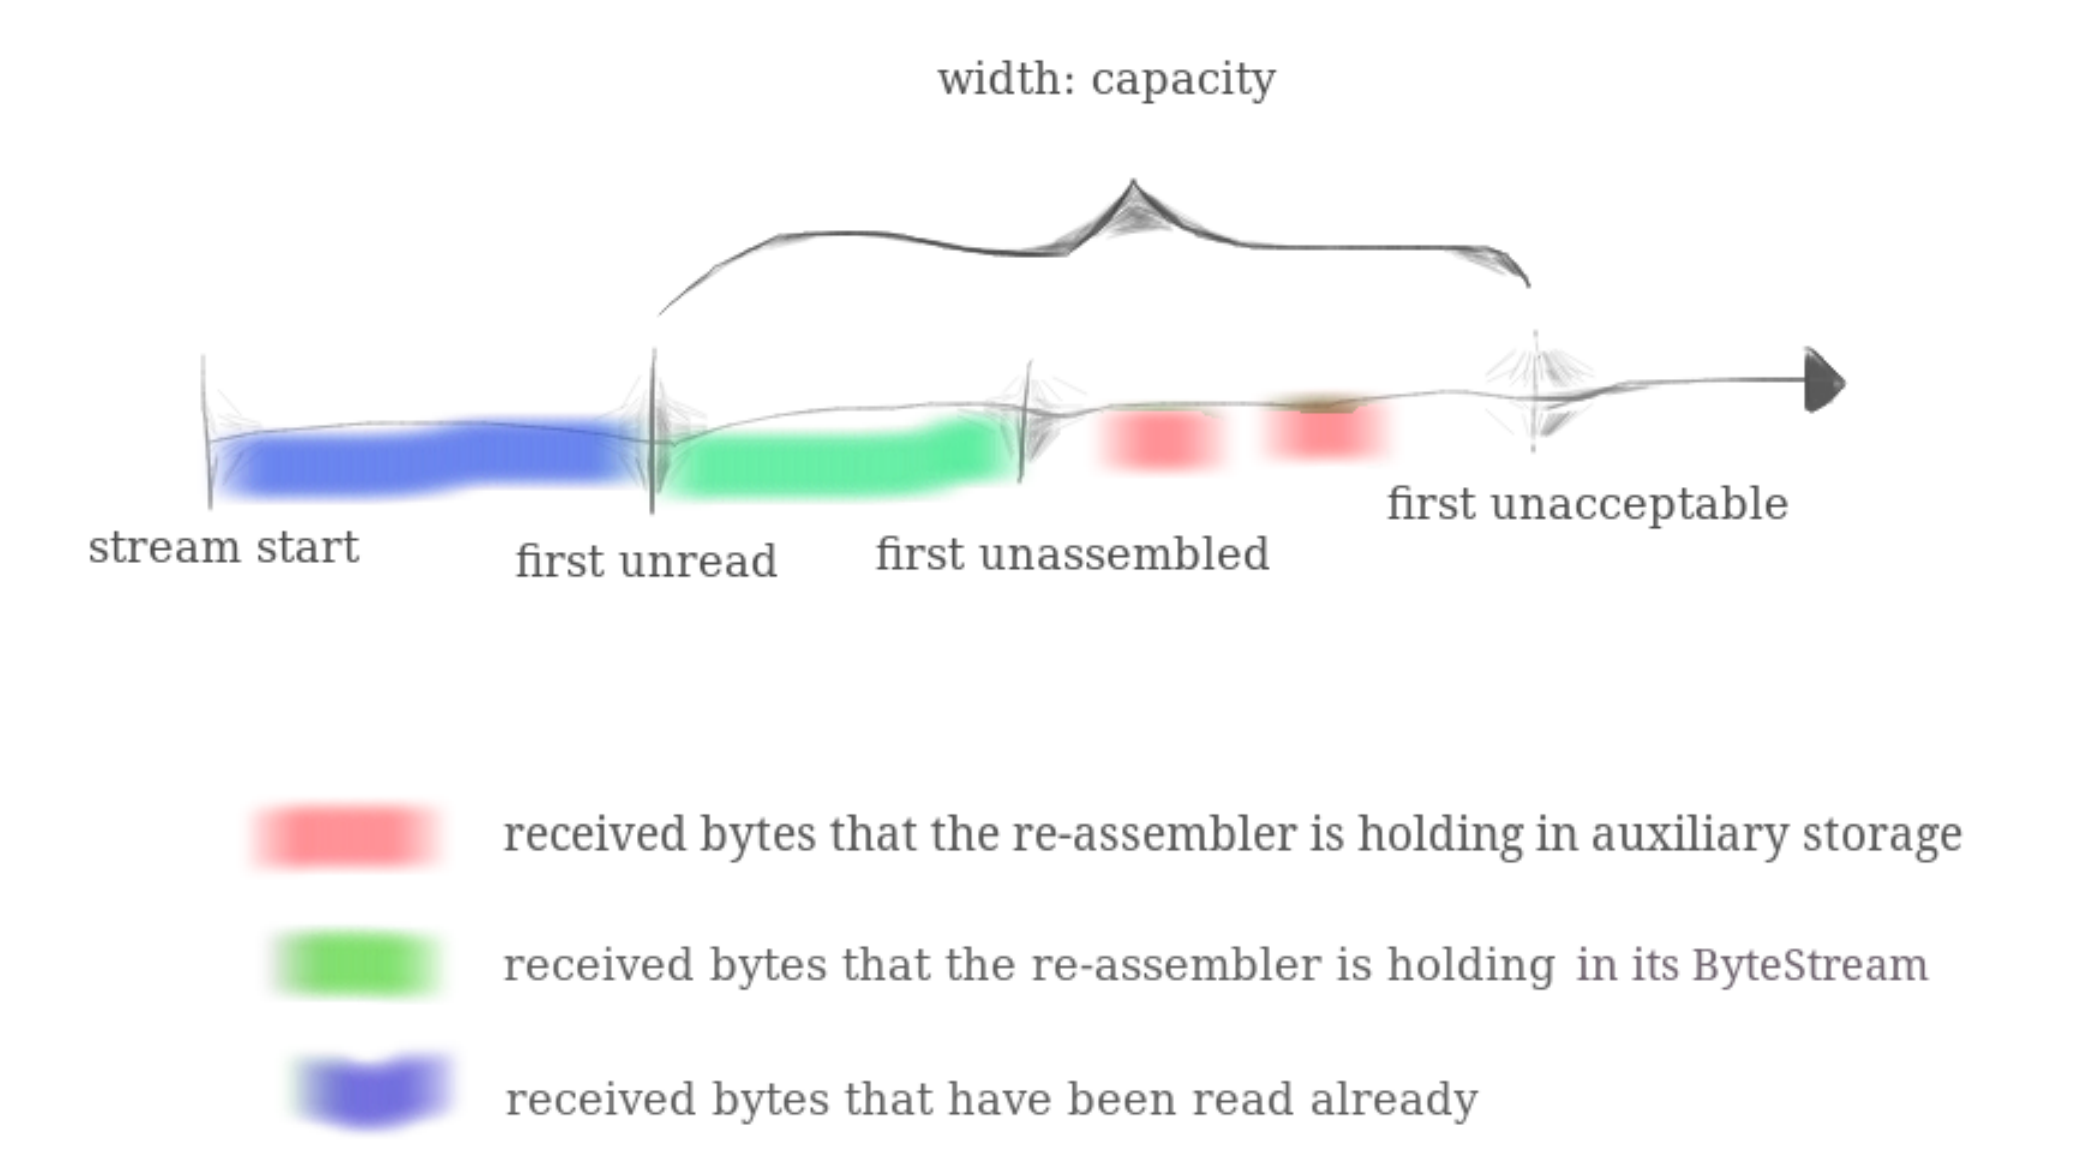 width: capacity
stream start
first unread
first unassembled
first unacceptable
received bytes that the re-assembler is holding in auxiliary storage
received bytes that the re-assembler is holding in its ByteStream
received bytes that have been read already